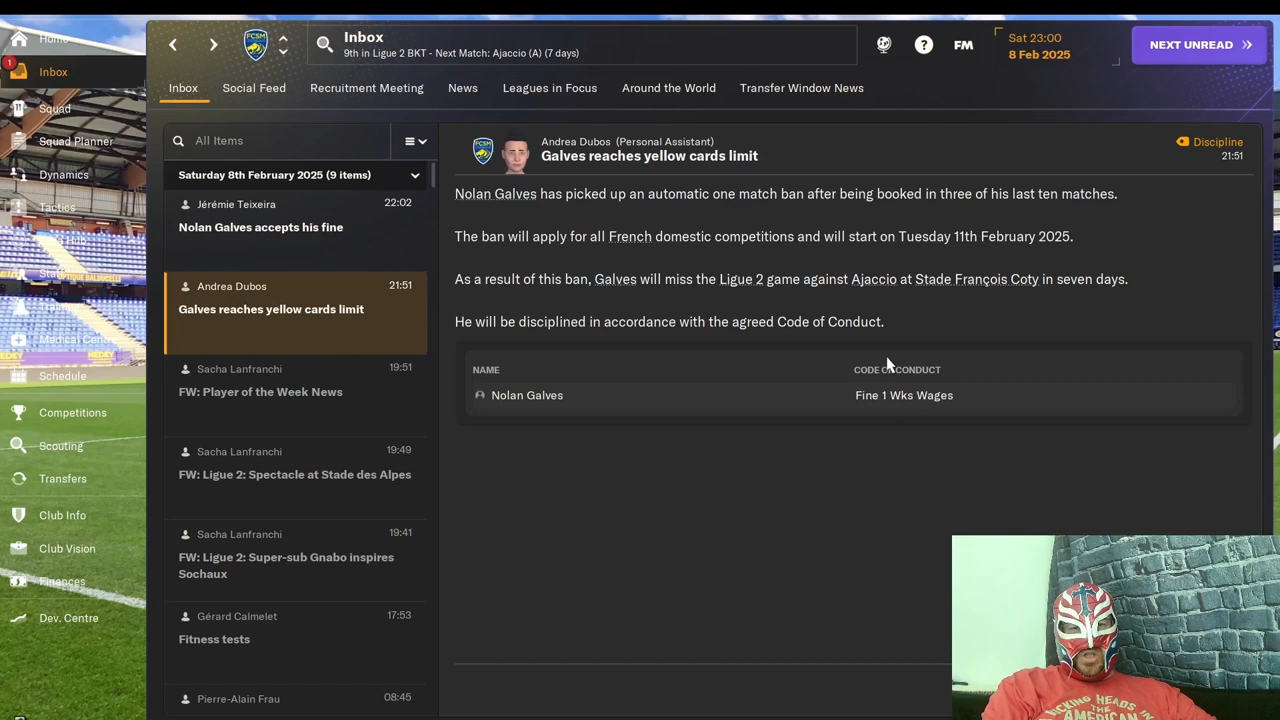 Home
Inbox
9th in Ligue 2 BKT - Next Match: Ajaccio (A) (7 days)
FM
Sat 23:00
8 Feb 2025
NEXT UNREAD
1
Inbox
Squad
Squad Planner
Dynamics
Tactics
Medical Centre
Schedule
Competitions
Scouting
Transfers
Club Info
Club Vision
Finances
Dev. Centre
Inbox
Social Feed
Recruitment Meeting
News
Leagues in Focus
Around the World
Transfer Window News
All Items
Saturday 8th February 2025 (9 items)
Jérémie Teixeira 22:02
Nolan Galves accepts his fine
Andrea Dubos 21:51
Galves reaches yellow cards limit
Sacha Lanfranchi 19:51
FW: Player of the Week News
Sacha Lanfranchi 19:49
FW: Ligue 2: Spectacle at Stade des Alpes
Sacha Lanfranchi 19:41
FW: Ligue 2: Super-sub Gnabo inspires
Sochaux
Gérard Calmelet 17:53
Fitness tests
Pierre-Alain Frau 08:45
Andrea Dubos (Personal Assistant)
Galves reaches yellow cards limit
Discipline
21:51
Nolan Galves has picked up an automatic one match ban after being booked in three of his last ten matches.
The ban will apply for all French domestic competitions and will start on Tuesday 11th February 2025.
As a result of this ban, Galves will miss the Ligue 2 game against Ajaccio at Stade François Coty in seven days.
He will be disciplined in accordance with the agreed Code of Conduct.
NAME CODE OF CONDUCT
Nolan Galves Fine 1 Wks Wages
KICKING HEADS IN
THE
AMERICAN